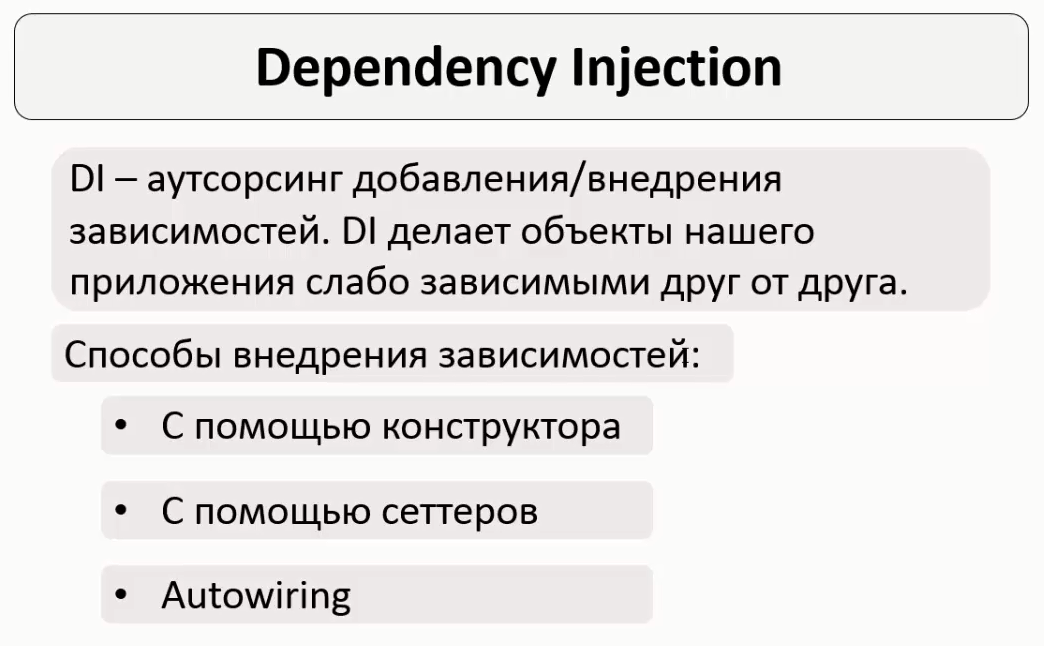 Dependency Injection
DI – аутсорсинг добавления/внедрения
зависимостей. DI делает объекты нашего
приложения слабо зависимыми друг от друга.
Способы внедрения зависимостей:
• С помощью конструктора
• С помощью сеттеров
• Autowiring